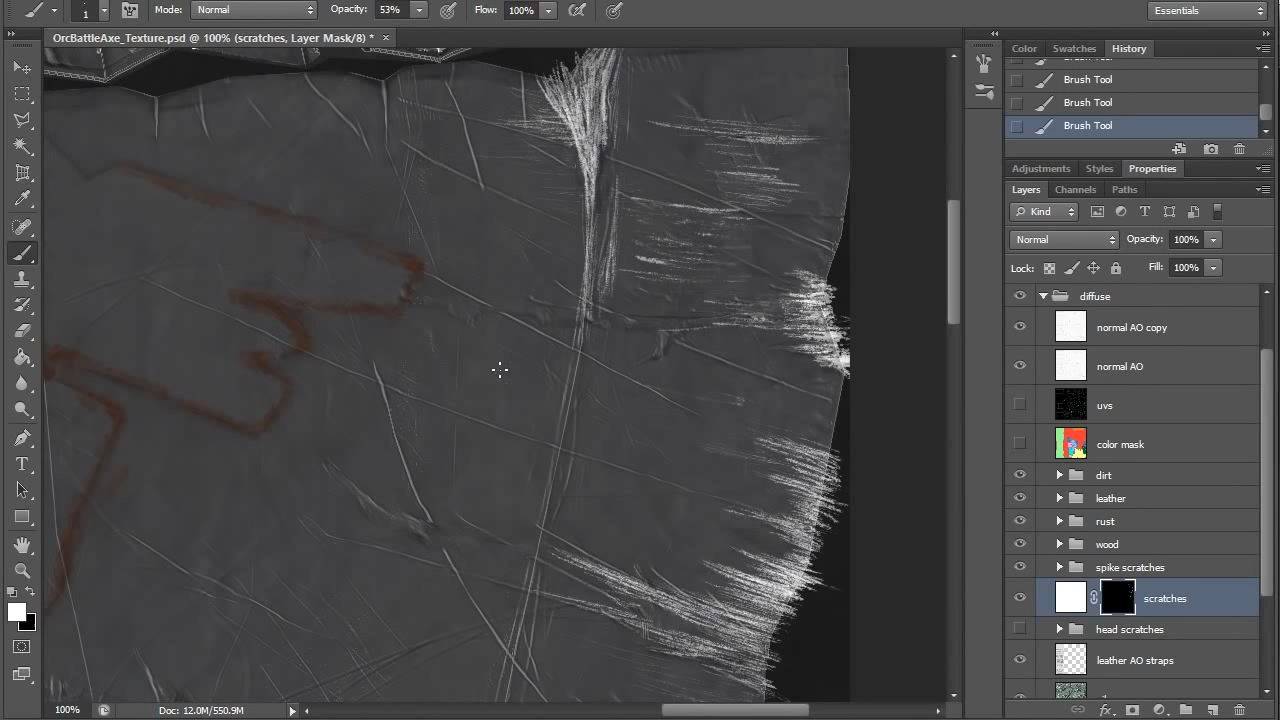 1 Mode: Normal Opacity: 53% Flow: 100% Essentials
OrcBattleAxe_Texture.psd @ 100% (scratches, Layer Mask/8) * ×
Color Swatches History
Brush Tool
Brush Tool
Brush Tool
Adjustments Styles Properties
Layers Channels Paths
Kind
Normal Opacity: 100%
Lock: Fill: 100%
diffuse
normal AO copy
normal AO
uvs
color mask
dirt
leather
rust
wood
spike scratches
scratches
head scratches
leather AO straps
100% Doc: 12.0M/550.9M